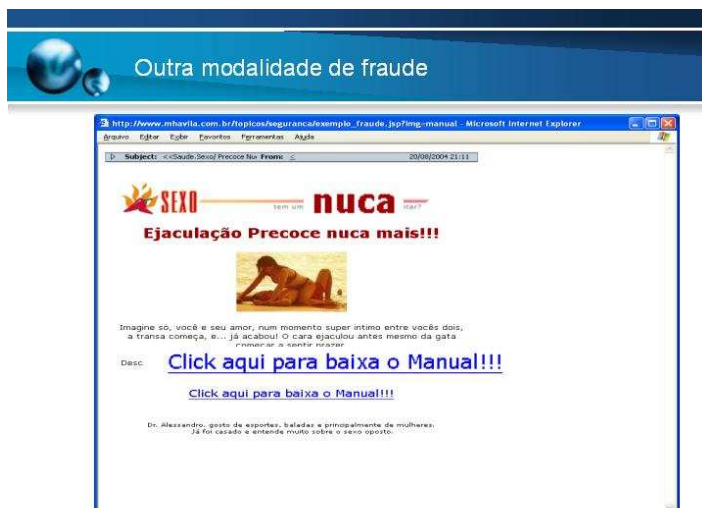 Outra modalidade de fraude
http://www.mhavila.com.br/topicos/seguranca/exemplo_fraude.jsp?img=manual - Microsoft Internet Explorer
Arquivo Editar Exibir Favoritos Ferramentas Ajuda
Subject: <<Saude.Sexo/ Precoce Nu From: < 20/08/2004 21:11
SEXO tem um nuca itar?
Ejaculação Precoce nuca mais!!!
Imagine só, você e seu amor, num momento super intimo entre vocês dois,
a transa começa, e... já acabou! O cara ejaculou antes mesmo da gata
começar a sentir prazer
Desc Click aqui para baixa o Manual!!!
Click aqui para baixa o Manual!!!
Dr. Alessandro, gosto de esportes, baladas e principalmente de mulheres.
Já foi casado e entende muito sobre o sexo oposto.